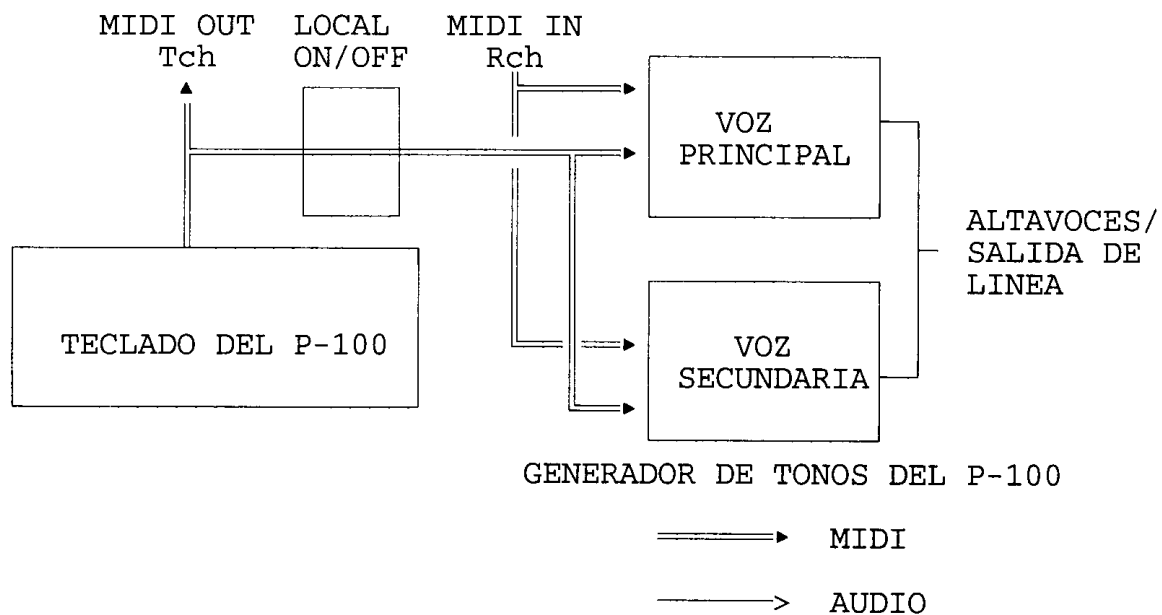 MIDI OUT
Tch
LOCAL
ON/OFF
MIDI IN
Rch
VOZ
PRINCIPAL
ALTAVOCES/
SALIDA DE
LINEA
TECLADO DEL P-100
VOZ
SECUNDARIA
GENERADOR DE TONOS DEL P-100
MIDI
AUDIO